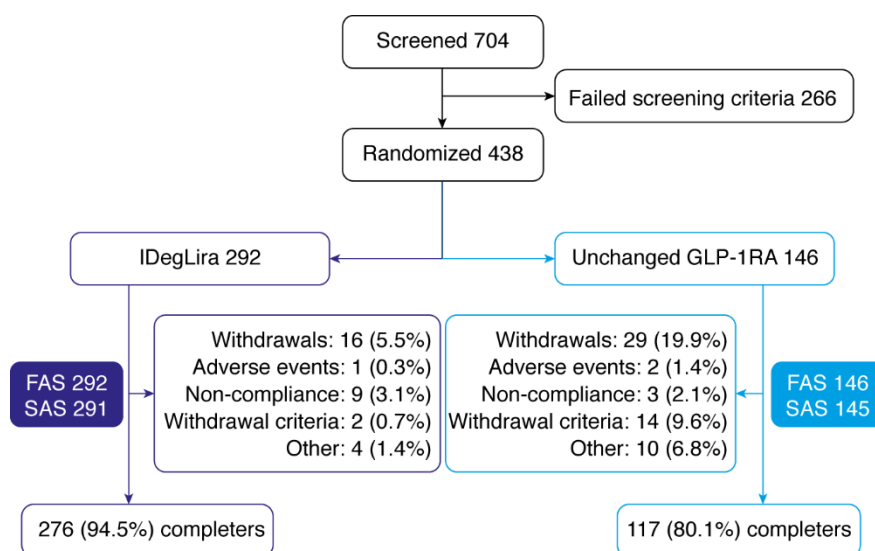 Screened 704
Failed screening criteria 266
Randomized 438
IDegLira 292
Unchanged GLP-1RA 146
FAS 292
SAS 291
Withdrawals: 16 (5.5%)
Adverse events: 1 (0.3%)
Non-compliance: 9 (3.1%)
Withdrawal criteria: 2 (0.7%)
Other: 4 (1.4%)
Withdrawals: 29 (19.9%)
Adverse events: 2 (1.4%)
Non-compliance: 3 (2.1%)
Withdrawal criteria: 14 (9.6%)
Other: 10 (6.8%)
FAS 146
SAS 145
276 (94.5%) completers
117 (80.1%) completers